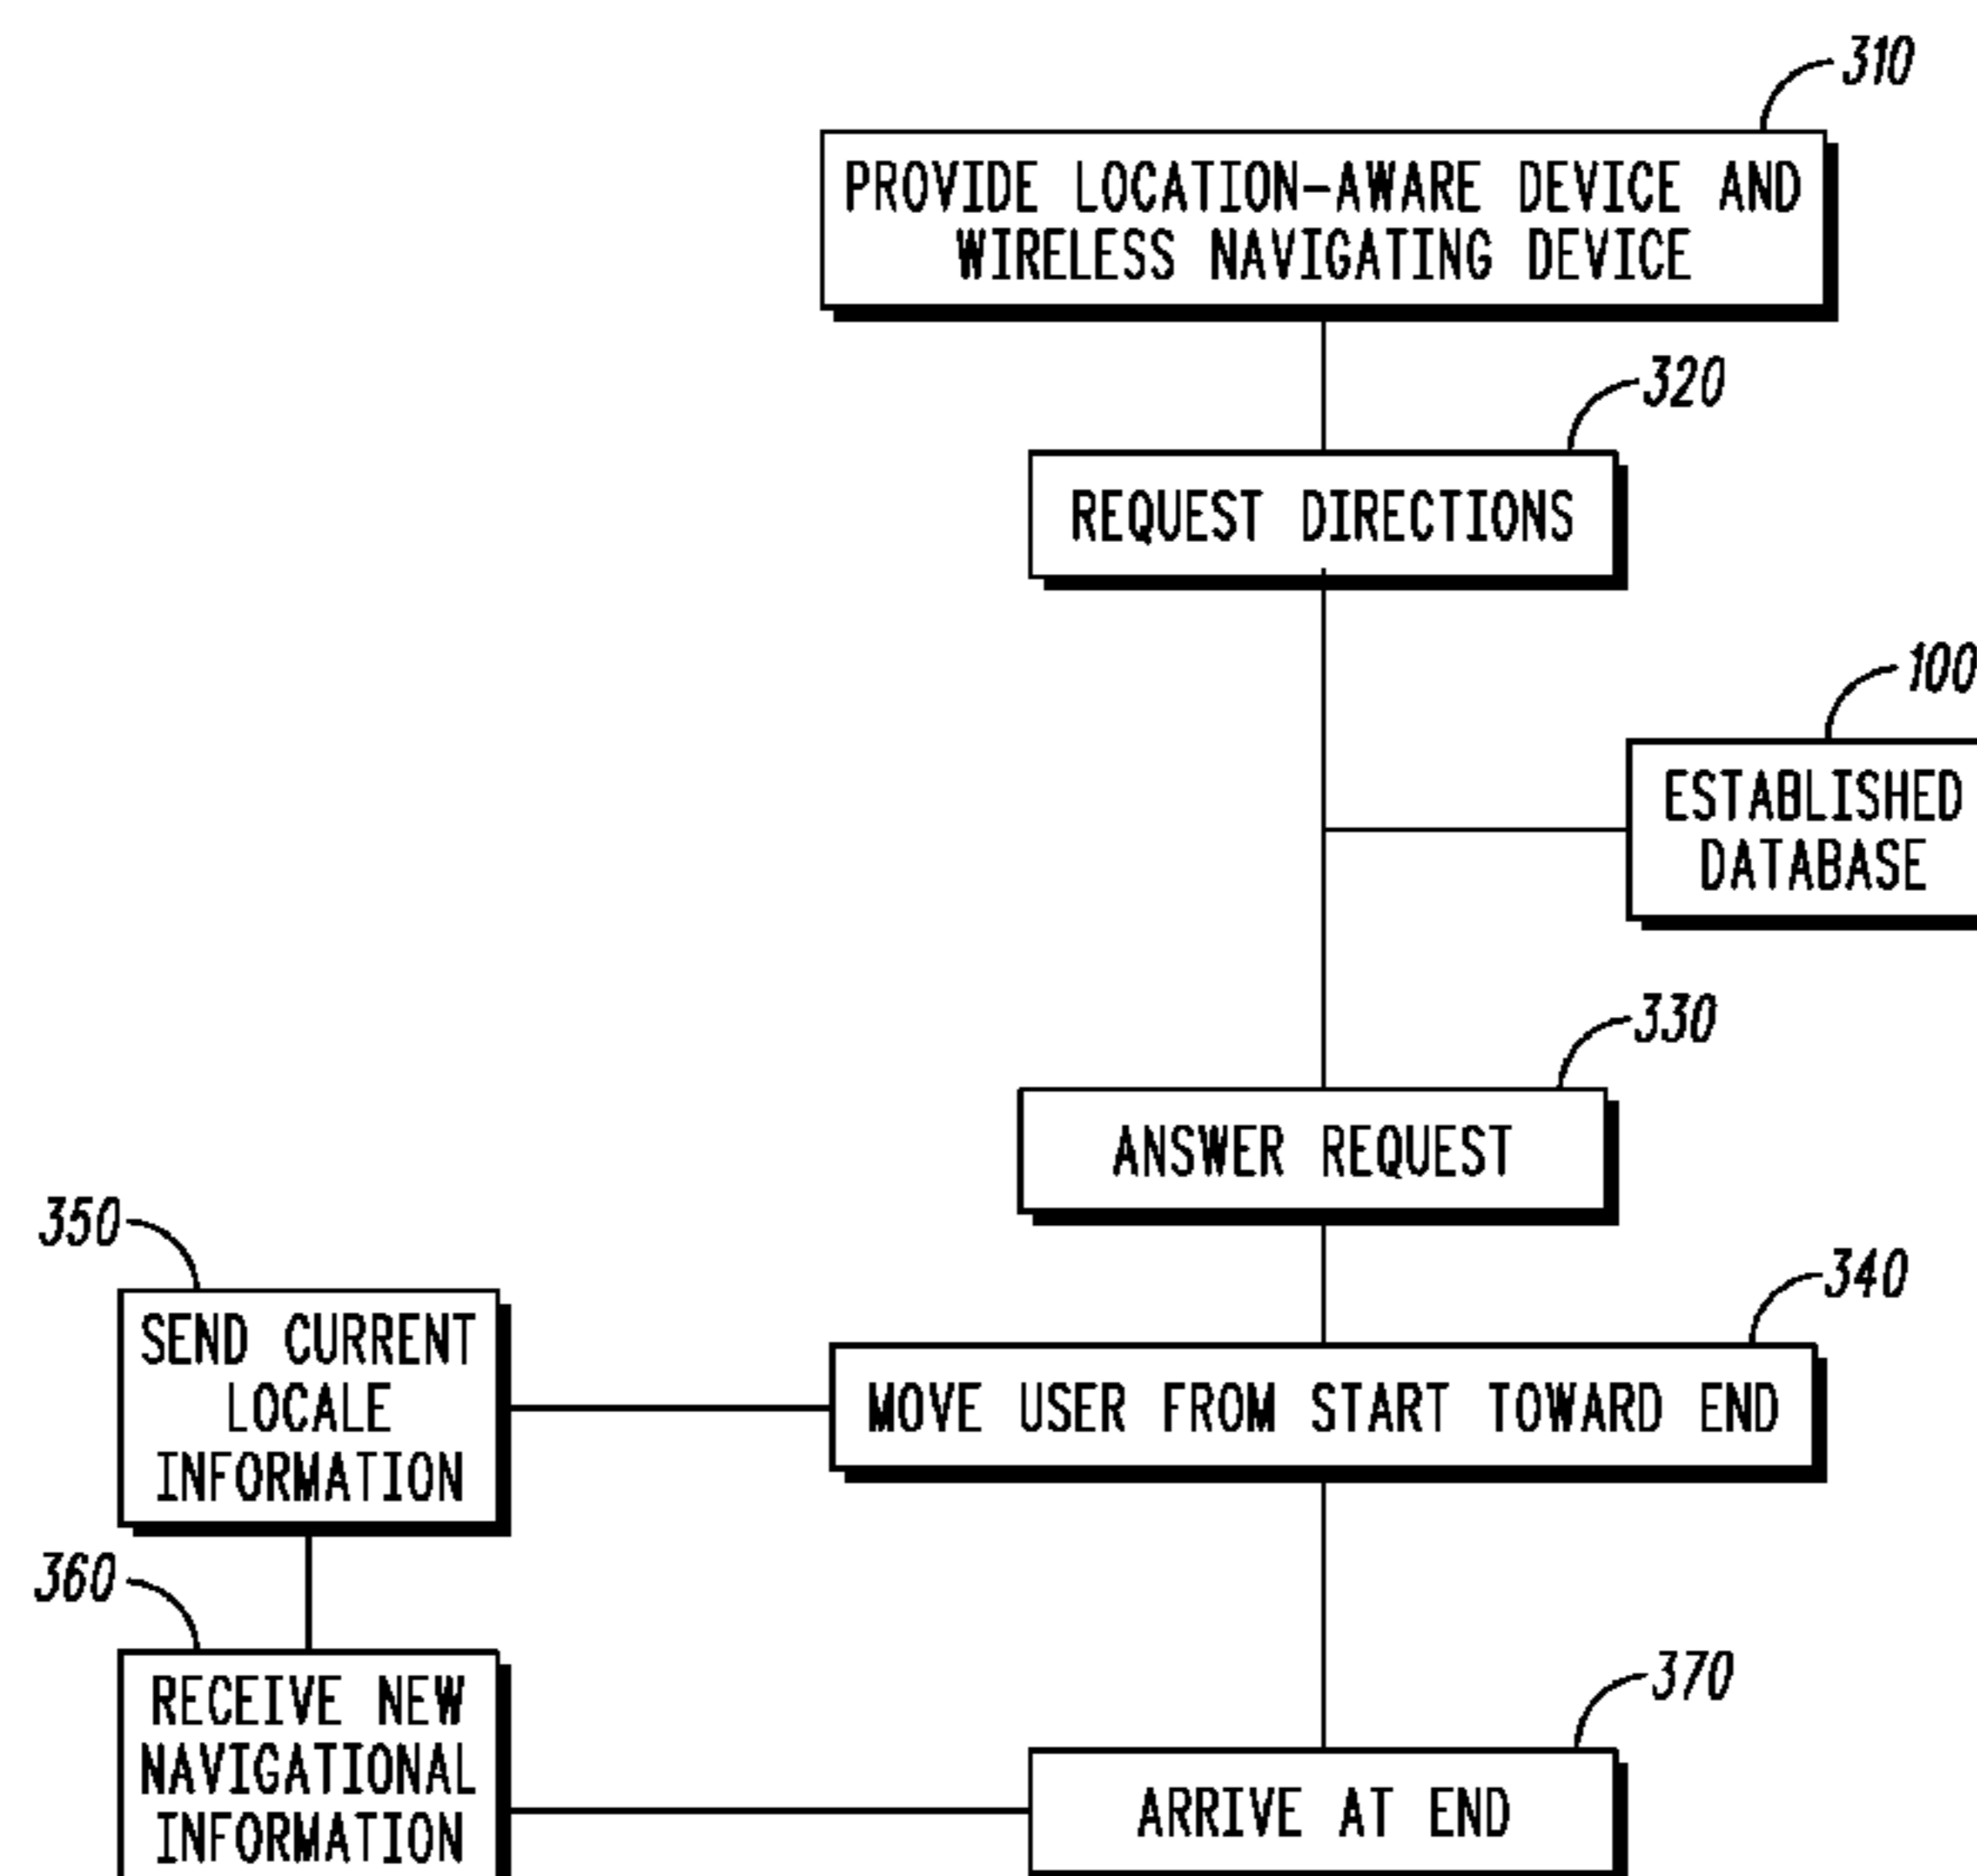 310
PROVIDE LOCATION-AWARE DEVICE AND
WIRELESS NAVIGATING DEVICE
320
REQUEST DIRECTIONS
100
ESTABLISHED
DATABASE
330
ANSWER REQUEST
350
SEND CURRENT
LOCALE
INFORMATION
340
MOVE USER FROM START TOWARD END
360
RECEIVE NEW
NAVIGATIONAL
INFORMATION
370
ARRIVE AT END